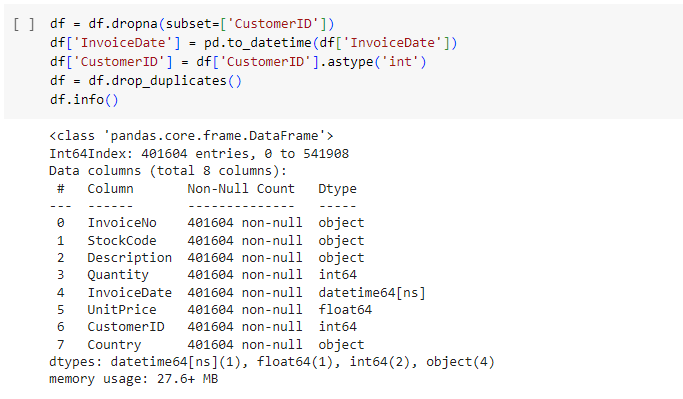 [ ] df = df.dropna(subset=['CustomerID'])
df['InvoiceDate'] = pd.to_datetime(df['InvoiceDate'])
df['CustomerID'] = df['CustomerID'].astype('int')
df = df.drop_duplicates()
df.info()
<class 'pandas.core.frame.DataFrame'>
Int64Index: 401604 entries, 0 to 541908
Data columns (total 8 columns):
 #   Column       Non-Null Count   Dtype
---  ------       --------------   -----
 0   InvoiceNo    401604 non-null  object
 1   StockCode    401604 non-null  object
 2   Description  401604 non-null  object
 3   Quantity     401604 non-null  int64
 4   InvoiceDate  401604 non-null  datetime64[ns]
 5   UnitPrice    401604 non-null  float64
 6   CustomerID   401604 non-null  int64
 7   Country      401604 non-null  object
dtypes: datetime64[ns](1), float64(1), int64(2), object(4)
memory usage: 27.6+ MB